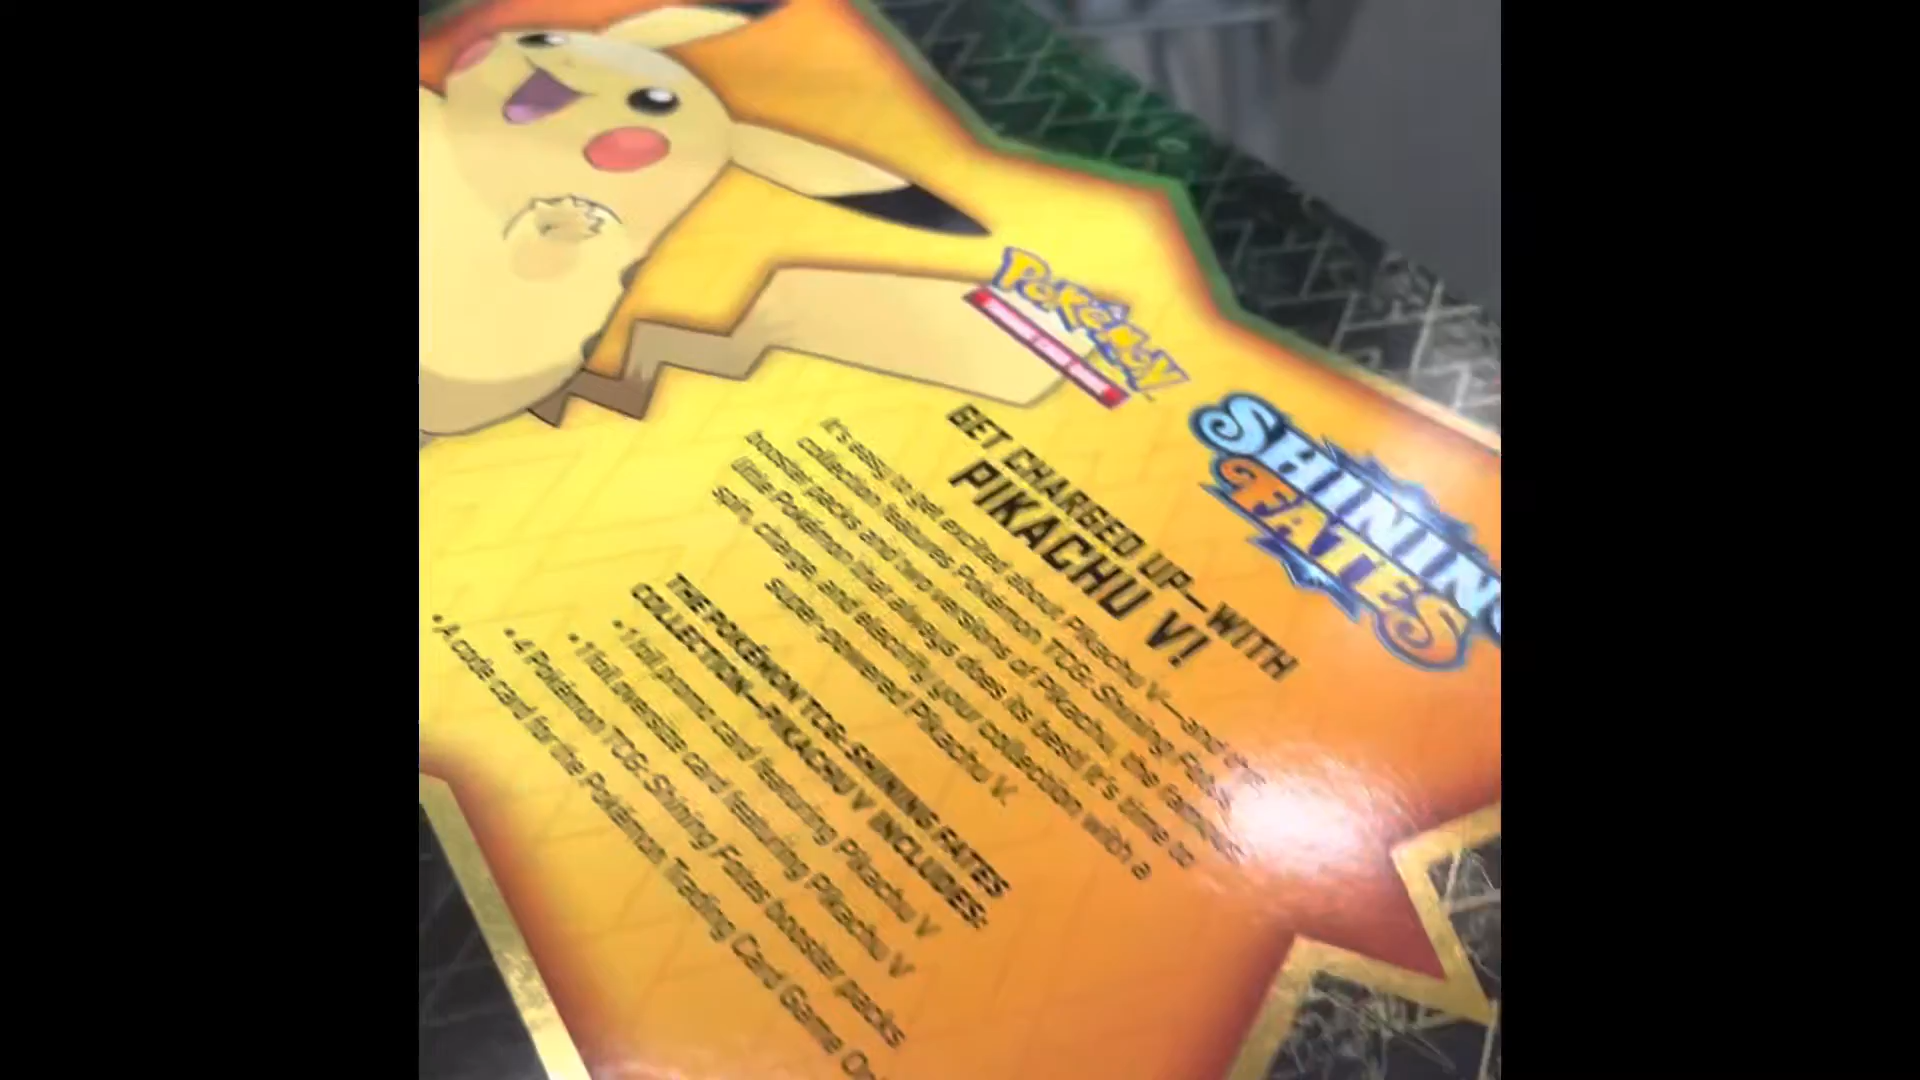 Pokémon
TRADING CARD GAME
SHINING
FATES
GET CHARGED UP—WITH
PIKACHU V!
It's easy to get excited about Pikachu V—and this
collection features Pokémon TCG: Shining Fates
booster packs and two versions of Pikachu, the famous
little Pokémon that always does its best! It's time to
spin, charge, and electrify your collection with a
super-powered Pikachu V.
THE POKÉMON TCG: SHINING FATES
COLLECTION—PIKACHU V INCLUDES:
• 1 foil promo card featuring Pikachu V
• 1 foil oversize card featuring Pikachu V
• 4 Pokémon TCG: Shining Fates booster packs
• A code card for the Pokémon Trading Card Game